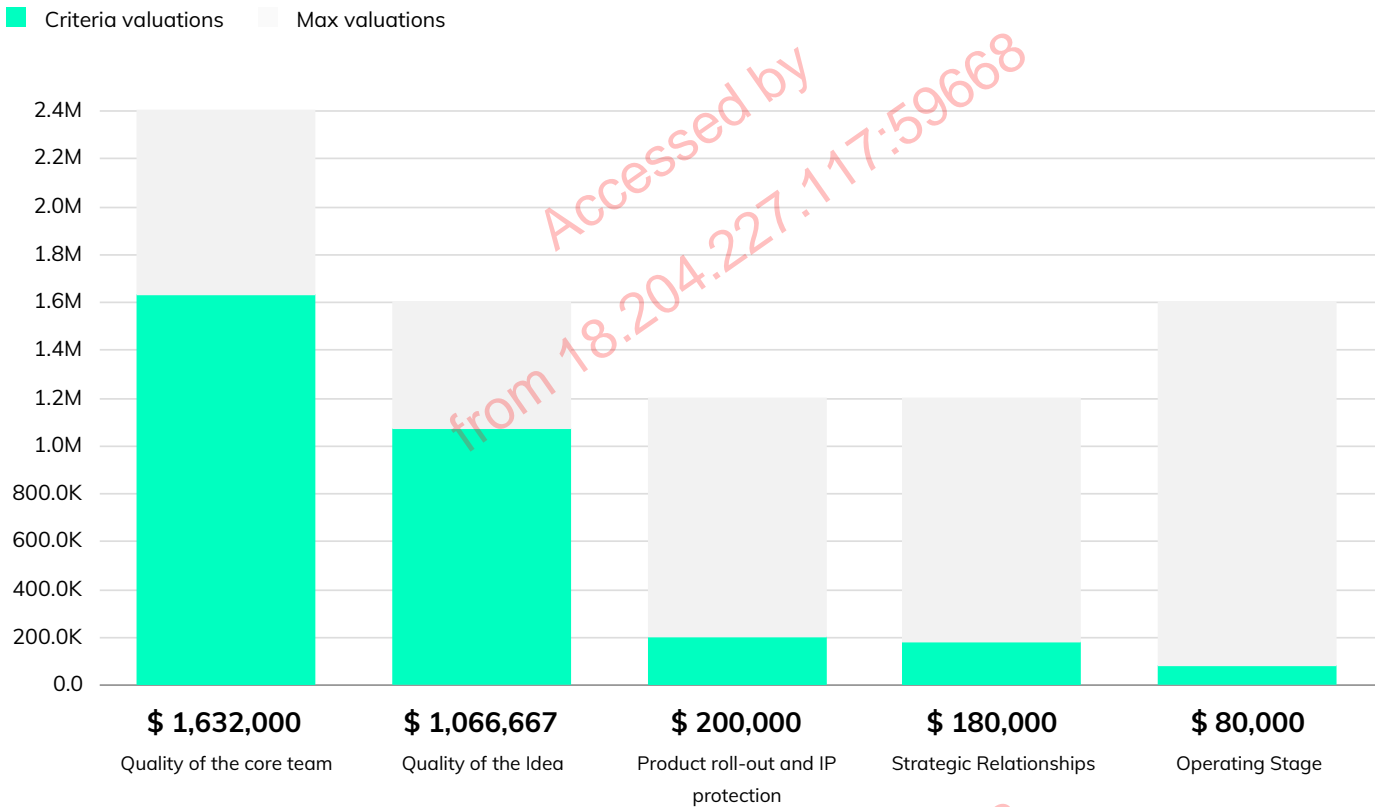 Criteria valuations Max valuations
Accessed by
from 18.204.227.117:59668
2.4M
2.2M
2.0M
1.8M
1.6M
1.4M
1.2M
1.0M
800.0K
600.0K
400.0K
200.0K
0.0
$ 1,632,000 $ 1,066,667 $ 200,000 $ 180,000 $ 80,000
Quality of the core team Quality of the Idea Product roll-out and IP Strategic Relationships Operating Stage
protection